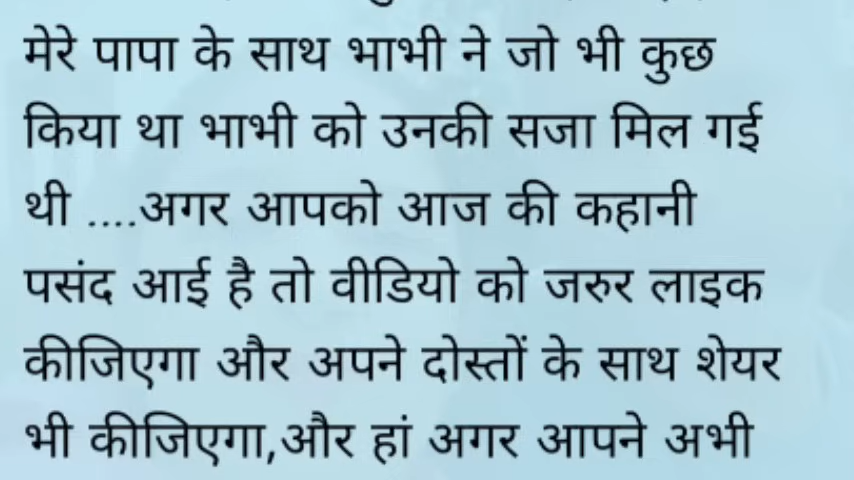 मेरे पापा के साथ भाभी ने जो भी कुछ
किया था भाभी को उनकी सजा मिल गई
थी ....अगर आपको आज की कहानी
पसंद आई है तो वीडियो को जरुर लाइक
कीजिएगा और अपने दोस्तों के साथ शेयर
भी कीजिएगा,और हां अगर आपने अभी